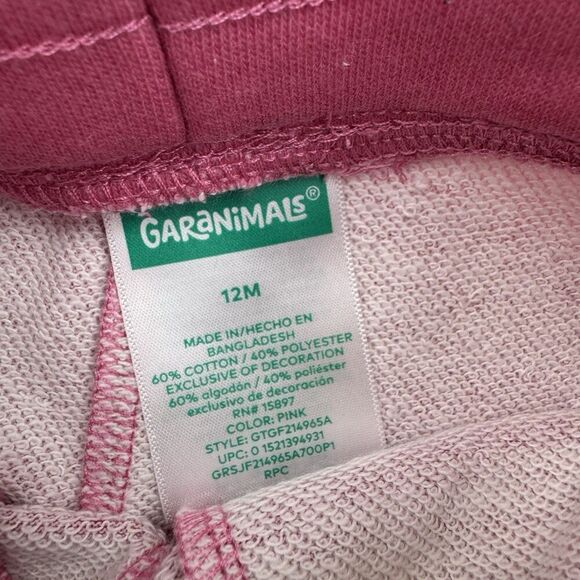 GARANIMALS®
12M
MADE IN/HECHO EN
BANGLADESH
60% COTTON / 40% POLYESTER
EXCLUSIVE OF DECORATION
60% algodón / 40% poliéster
exclusivo de decoración
RN# 15897
COLOR: PINK
STYLE: GTGF214965A
UPC: 0 1521394931
GRSJF214965A700P1
RPC